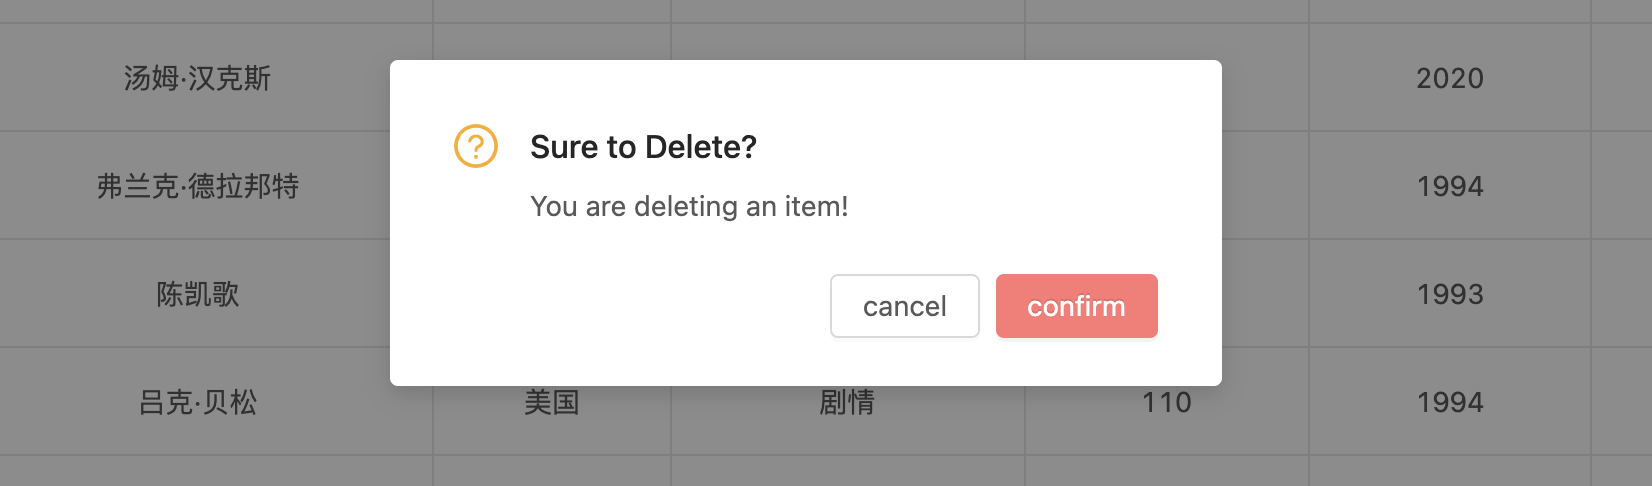 汤姆·汉克斯 2020
Sure to Delete?
弗兰克·德拉邦特 1994
You are deleting an item!
陈凯歌 1993
cancel confirm
吕克·贝松 美国 剧情 110 1994